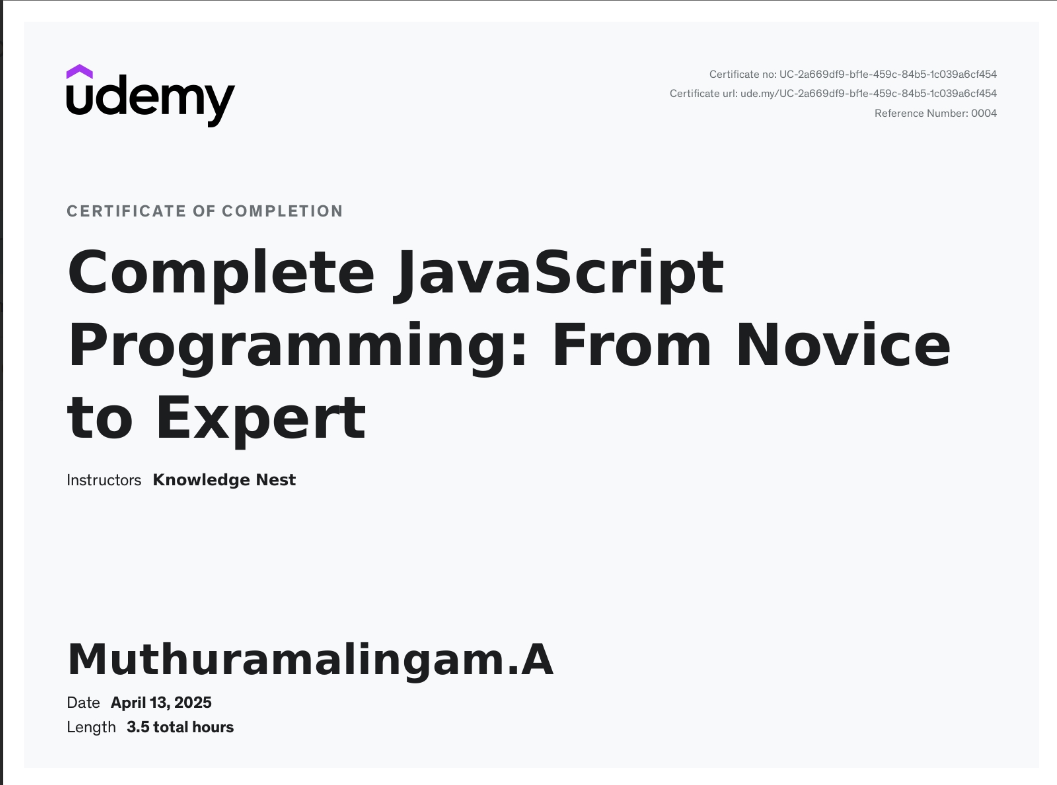 udemy
Certificate no: UC-2a669df9-bf1e-459c-84b5-1c039a6cf454
Certificate url: ude.my/UC-2a669df9-bf1e-459c-84b5-1c039a6cf454
Reference Number: 0004
CERTIFICATE OF COMPLETION
Complete JavaScript
Programming: From Novice
to Expert
Instructors Knowledge Nest
Muthuramalingam.A
Date April 13, 2025
Length 3.5 total hours